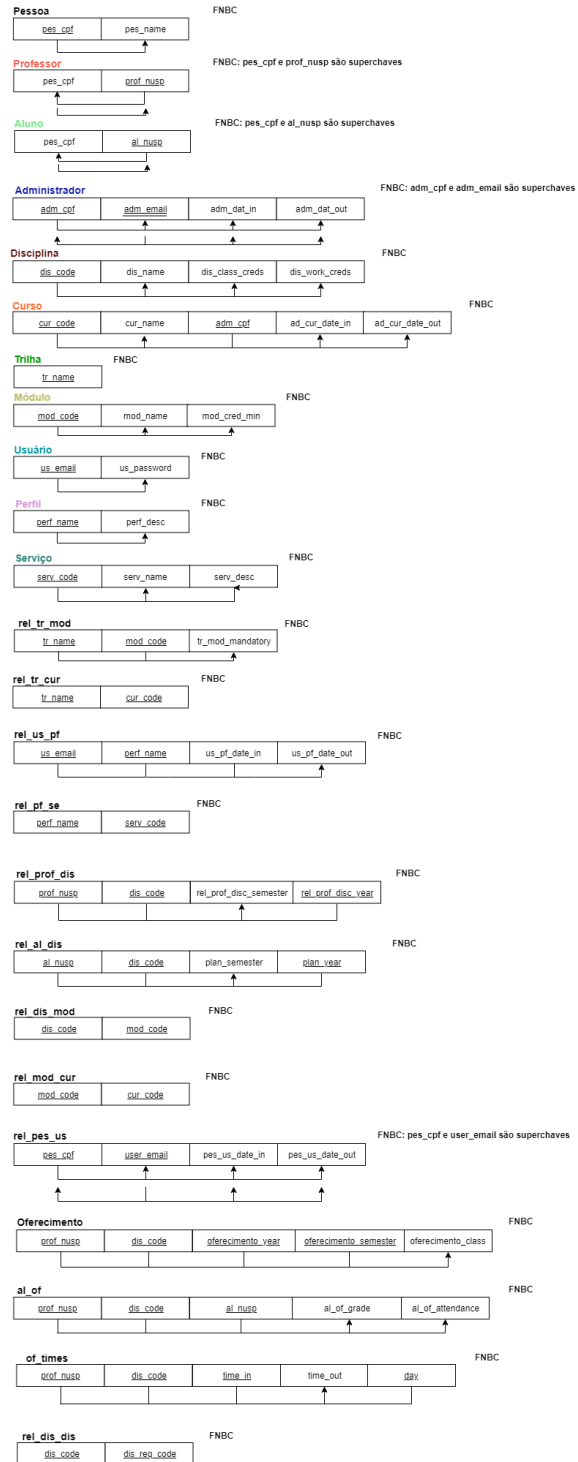 Pessoa FNBC
pes_cpf pes_name
Professor FNBC: pes_cpf e prof_nusp são superchaves
pes_cpf prof_nusp
Aluno FNBC: pes_cpf e al_nusp são superchaves
pes_cpf al_nusp
Administrador FNBC: adm_cpf e adm_email são superchaves
adm_cpf adm_email adm_dat_in adm_dat_out
Disciplina FNBC
dis_code dis_name dis_class_creds dis_work_creds
Curso FNBC
cur_code cur_name adm_cpf ad_cur_date_in ad_cur_date_out
Trilha FNBC
tr_name
Módulo FNBC
mod_code mod_name mod_cred_min
Usuário FNBC
us_email us_password
Perfil FNBC
perf_name perf_desc
Serviço FNBC
serv_code serv_name serv_desc
rel_tr_mod FNBC
tr_name mod_code tr_mod_mandatory
rel_tr_cur FNBC
tr_name cur_code
rel_us_pf FNBC
us_email perf_name us_pf_date_in us_pf_date_out
rel_pf_se FNBC
perf_name serv_code
rel_prof_dis FNBC
prof_nusp dis_code rel_prof_disc_semester rel_prof_disc_year
rel_al_dis FNBC
al_nusp dis_code plan_semester plan_year
rel_dis_mod FNBC
dis_code mod_code
rel_mod_cur FNBC
mod_code cur_code
rel_pes_us FNBC: pes_cpf e user_email são superchaves
pes_cpf user_email pes_us_date_in pes_us_date_out
Oferecimento FNBC
prof_nusp dis_code oferecimento_year oferecimento_semester oferecimento_class
al_of FNBC
prof_nusp dis_code al_nusp al_of_grade al_of_attendance
of_times FNBC
prof_nusp dis_code time_in time_out day
rel_dis_dis FNBC
dis_code dis_req_code